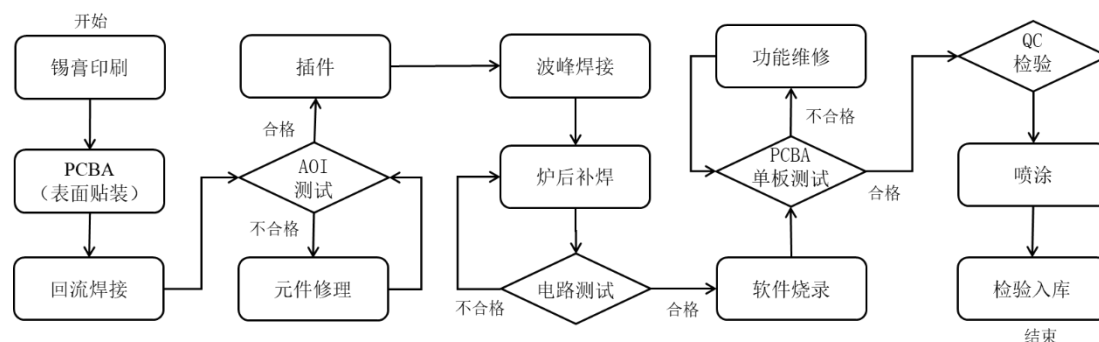 开始
锡膏印刷
PCBA
（表面贴装）
回流焊接
插件
合格
AOI
测试
不合格
元件修理
波峰焊接
炉后补焊
电路测试
不合格
合格
功能维修
不合格
PCBA
单板测试
合格
软件烧录
QC
检验
喷涂
检验入库
结束